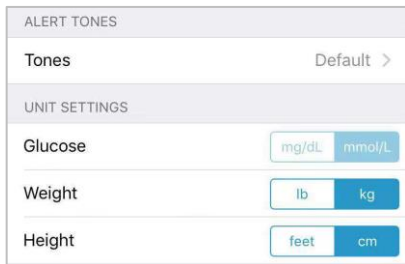 ALERT TONES
Tones Default >
UNIT SETTINGS
Glucose mg/dL mmol/L
Weight lb kg
Height feet cm